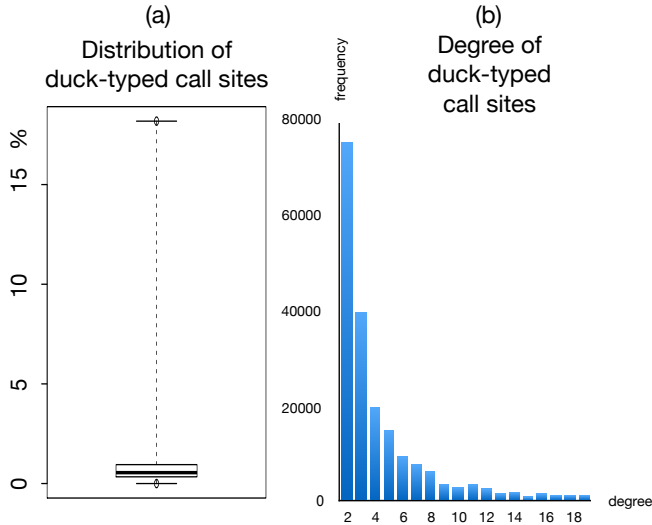 (a)
Distribution of
duck-typed call sites
%
15
10
5
0
(b)
Degree of
duck-typed
call sites
frequency
80000
60000
40000
20000
0
2 4 6 8 10 12 14 16 18
degree